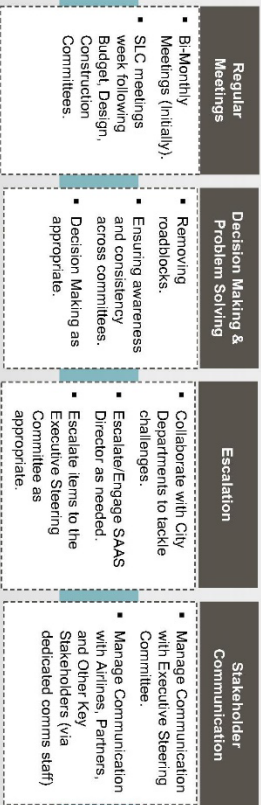 Regular
Meetings
▪ Bi-Monthly
Meetings (Initially).
▪ SLC meetings
week following
Budget, Design,
Construction
Committees.
Decision Making &
Problem Solving
▪ Removing
roadblocks.
▪ Ensuring awareness
and consistency
across committees.
▪ Decision Making as
appropriate.
Escalation
▪ Collaborate with City
Departments to tackle
challenges.
▪ Escalate/Engage SAAS
Director as needed.
▪ Escalate items to the
Executive Steering
Committee as
appropriate.
Stakeholder
Communication
▪ Manage Communication
with Executive Steering
Committee.
▪ Manage Communication
with Airlines, Partners,
and Other Key
Stakeholders (via
dedicated comms staff)